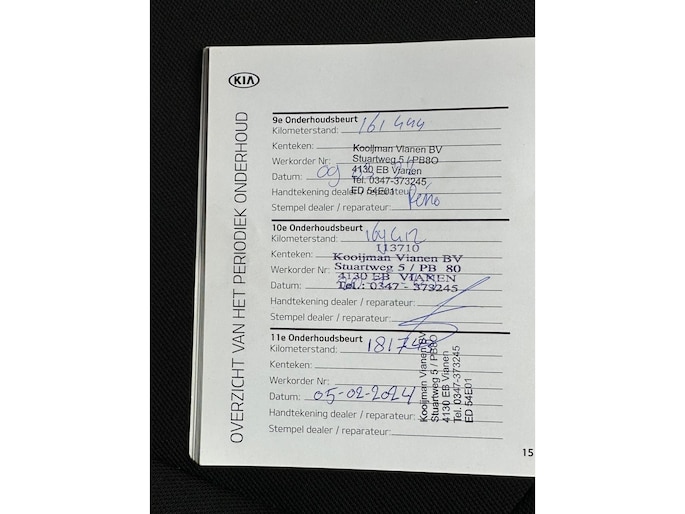 KIA
OVERZICHT VAN HET PERIODIEK ONDERHOUD
9e Onderhoudsbeurt
Kilometerstand: 161444
Kenteken:
Kooijman Vianen BV
Werkorder Nr:
Stuartweg 5 / PB80
4130 EB Vianen
Datum: 09
Tel. 0347-373245
Handtekening dealer / reparateur:
ED 54E01
Stempel dealer / reparateur:
10e Onderhoudsbeurt
Kilometerstand:
113710
Kenteken:
Kooijman Vianen BV
Werkorder Nr:
Stuartweg 5 / PB 80
4130 EB VIANEN
Datum:
Tel.: 0347 - 373245
Handtekening dealer / reparateur:
Stempel dealer / reparateur:
11e Onderhoudsbeurt
Kilometerstand:
Kenteken:
Werkorder Nr:
Datum: 05-02-2024
Handtekening dealer / reparateur:
Stempel dealer / reparateur:
Kooijman Vianen BV
Stuartweg 5 / PB80
4130 EB Vianen
Tel. 0347-373245
ED 54E01
15